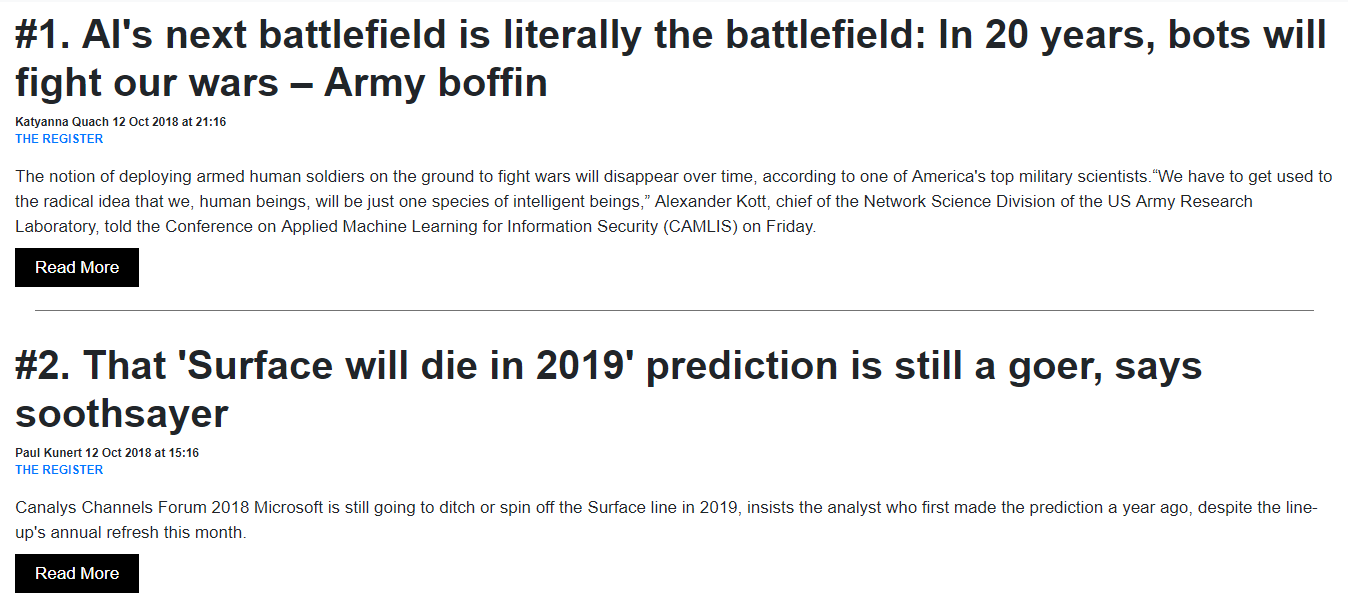 #1. AI's next battlefield is literally the battlefield: In 20 years, bots will
fight our wars – Army boffin
Katyanna Quach 12 Oct 2018 at 21:16
THE REGISTER
The notion of deploying armed human soldiers on the ground to fight wars will disappear over time, according to one of America's top military scientists.“We have to get used to
the radical idea that we, human beings, will be just one species of intelligent beings,” Alexander Kott, chief of the Network Science Division of the US Army Research
Laboratory, told the Conference on Applied Machine Learning for Information Security (CAMLIS) on Friday.
Read More
#2. That 'Surface will die in 2019' prediction is still a goer, says
soothsayer
Paul Kunert 12 Oct 2018 at 15:16
THE REGISTER
Canalys Channels Forum 2018 Microsoft is still going to ditch or spin off the Surface line in 2019, insists the analyst who first made the prediction a year ago, despite the line-
up's annual refresh this month.
Read More